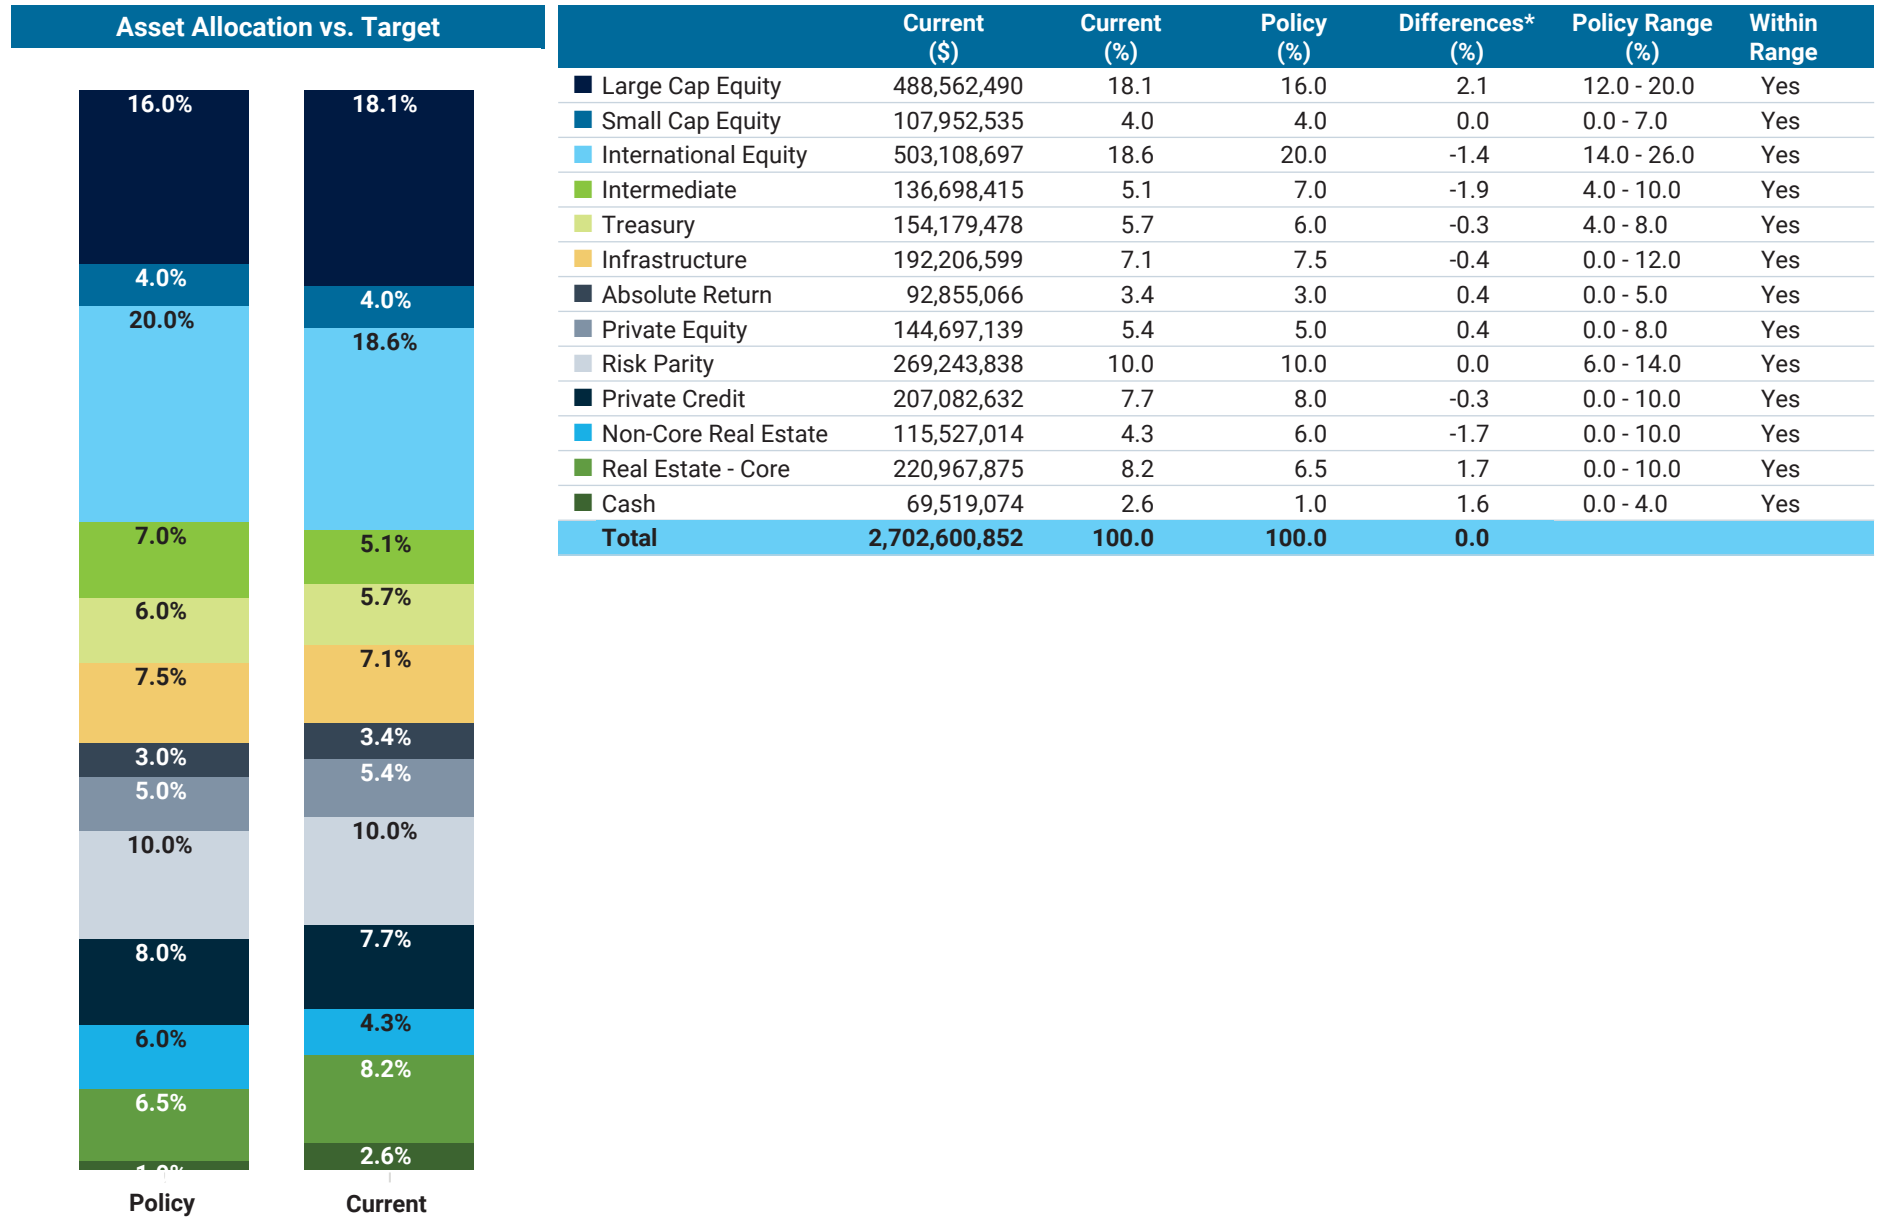 Asset Allocation vs. Target
16.0%
4.0%
20.0%
7.0%
6.0%
7.5%
3.0%
5.0%
10.0%
8.0%
6.0%
6.5%
1.0%
Policy
18.1%
4.0%
18.6%
5.1%
5.7%
7.1%
3.4%
5.4%
10.0%
7.7%
4.3%
8.2%
2.6%
Current
Current ($) Current (%) Policy (%) Differences* (%) Policy Range (%) Within Range
Large Cap Equity 488,562,490 18.1 16.0 2.1 12.0 - 20.0 Yes
Small Cap Equity 107,952,535 4.0 4.0 0.0 0.0 - 7.0 Yes
International Equity 503,108,697 18.6 20.0 -1.4 14.0 - 26.0 Yes
Intermediate 136,698,415 5.1 7.0 -1.9 4.0 - 10.0 Yes
Treasury 154,179,478 5.7 6.0 -0.3 4.0 - 8.0 Yes
Infrastructure 192,206,599 7.1 7.5 -0.4 0.0 - 12.0 Yes
Absolute Return 92,855,066 3.4 3.0 0.4 0.0 - 5.0 Yes
Private Equity 144,697,139 5.4 5.0 0.4 0.0 - 8.0 Yes
Risk Parity 269,243,838 10.0 10.0 0.0 6.0 - 14.0 Yes
Private Credit 207,082,632 7.7 8.0 -0.3 0.0 - 10.0 Yes
Non-Core Real Estate 115,527,014 4.3 6.0 -1.7 0.0 - 10.0 Yes
Real Estate - Core 220,967,875 8.2 6.5 1.7 0.0 - 10.0 Yes
Cash 69,519,074 2.6 1.0 1.6 0.0 - 4.0 Yes
Total 2,702,600,852 100.0 100.0 0.0